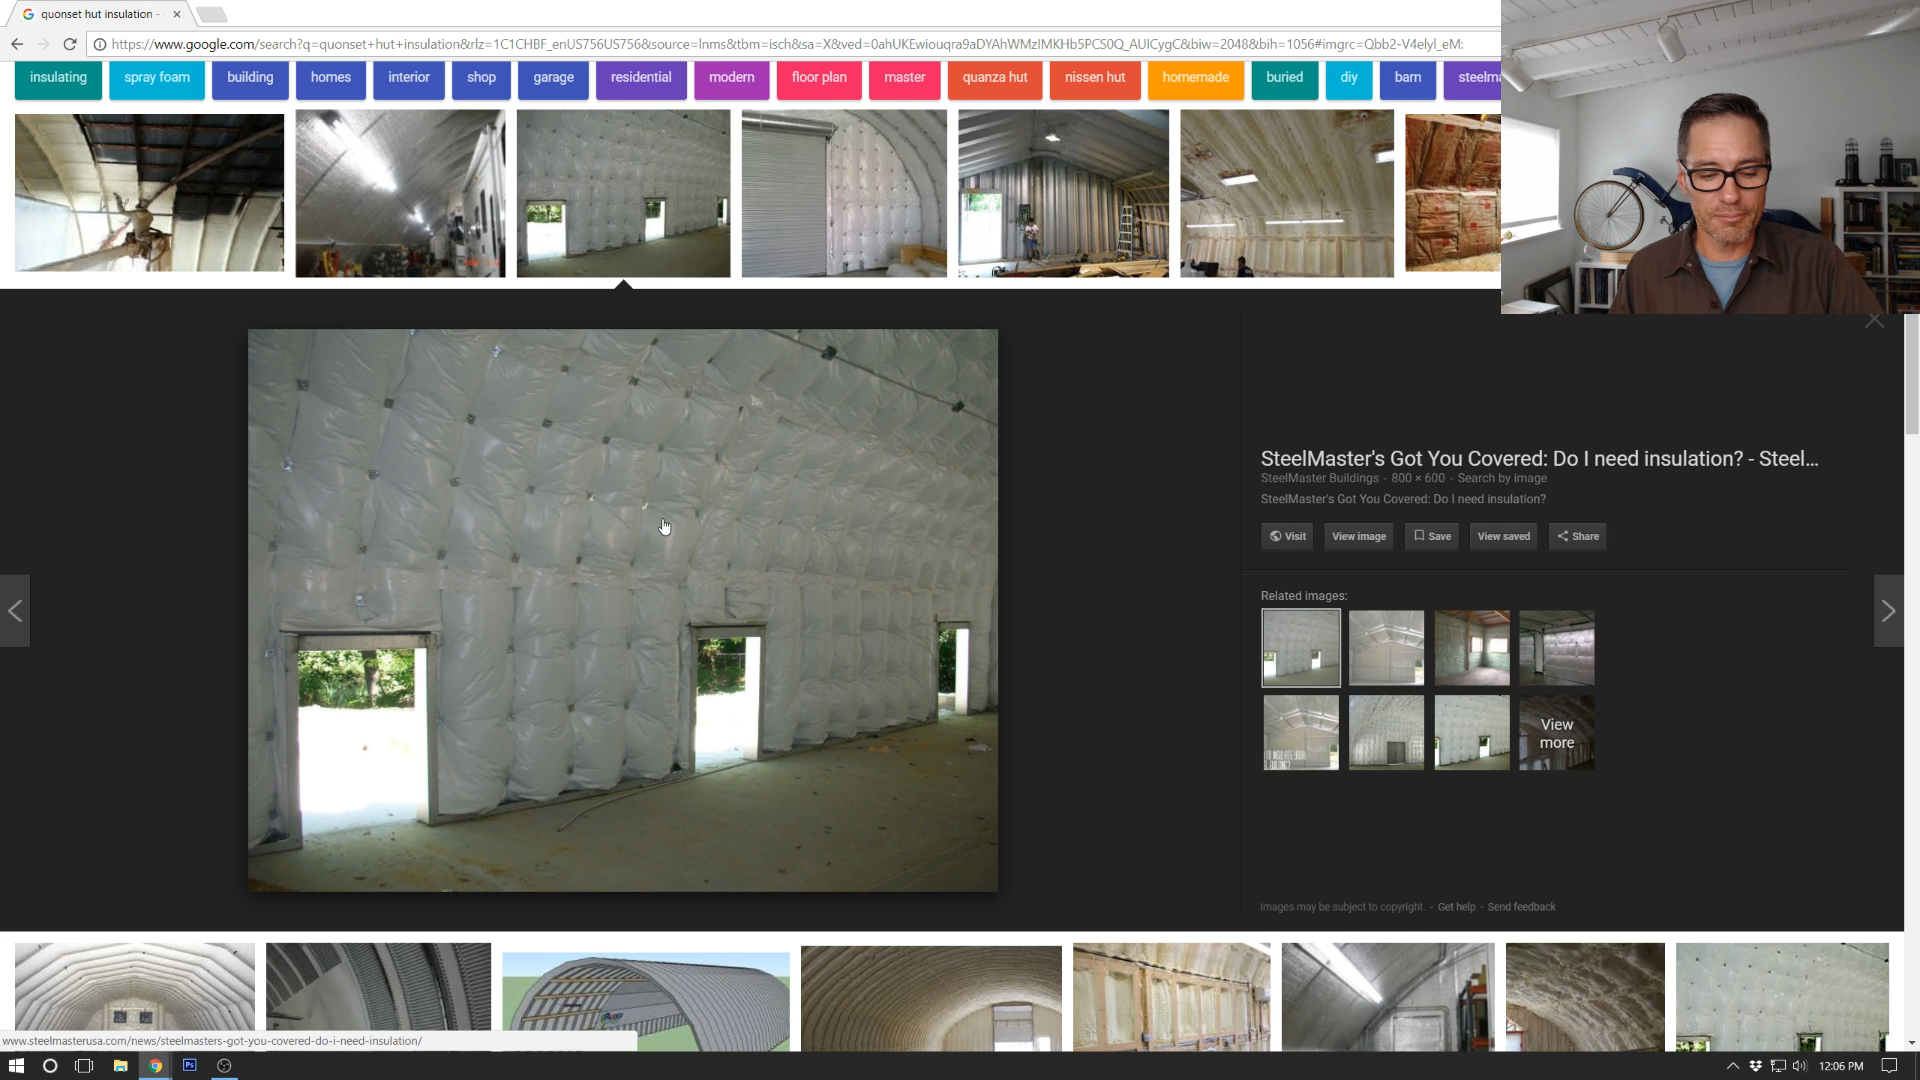 quonset hut insulation -
https://www.google.com/search?q=quonset+hut+insulation&rlz=1C1CHBF_enUS756US756&source=lnms&tbm=isch&sa=X&ved=0ahUKEwiouqra9aDYAhWMzIMKHb5PCS0Q_AUICygC&biw=2048&bih=1056#imgrc=Qbb2-V4elyl_eM:
insulating spray foam building homes interior shop garage residential modern floor plan master quanza hut nissen hut homemade buried diy barn
SteelMaster's Got You Covered: Do I need insulation? - Steel...
SteelMaster Buildings - 800 × 600 - Search by image
SteelMaster's Got You Covered: Do I need insulation?
Visit View image Save View saved Share
Related images:
View
more
Images may be subject to copyright. - Get help - Send feedback
www.steelmasterusa.com/news/steelmasters-got-you-covered-do-i-need-insulation/
Ps
12:06 PM